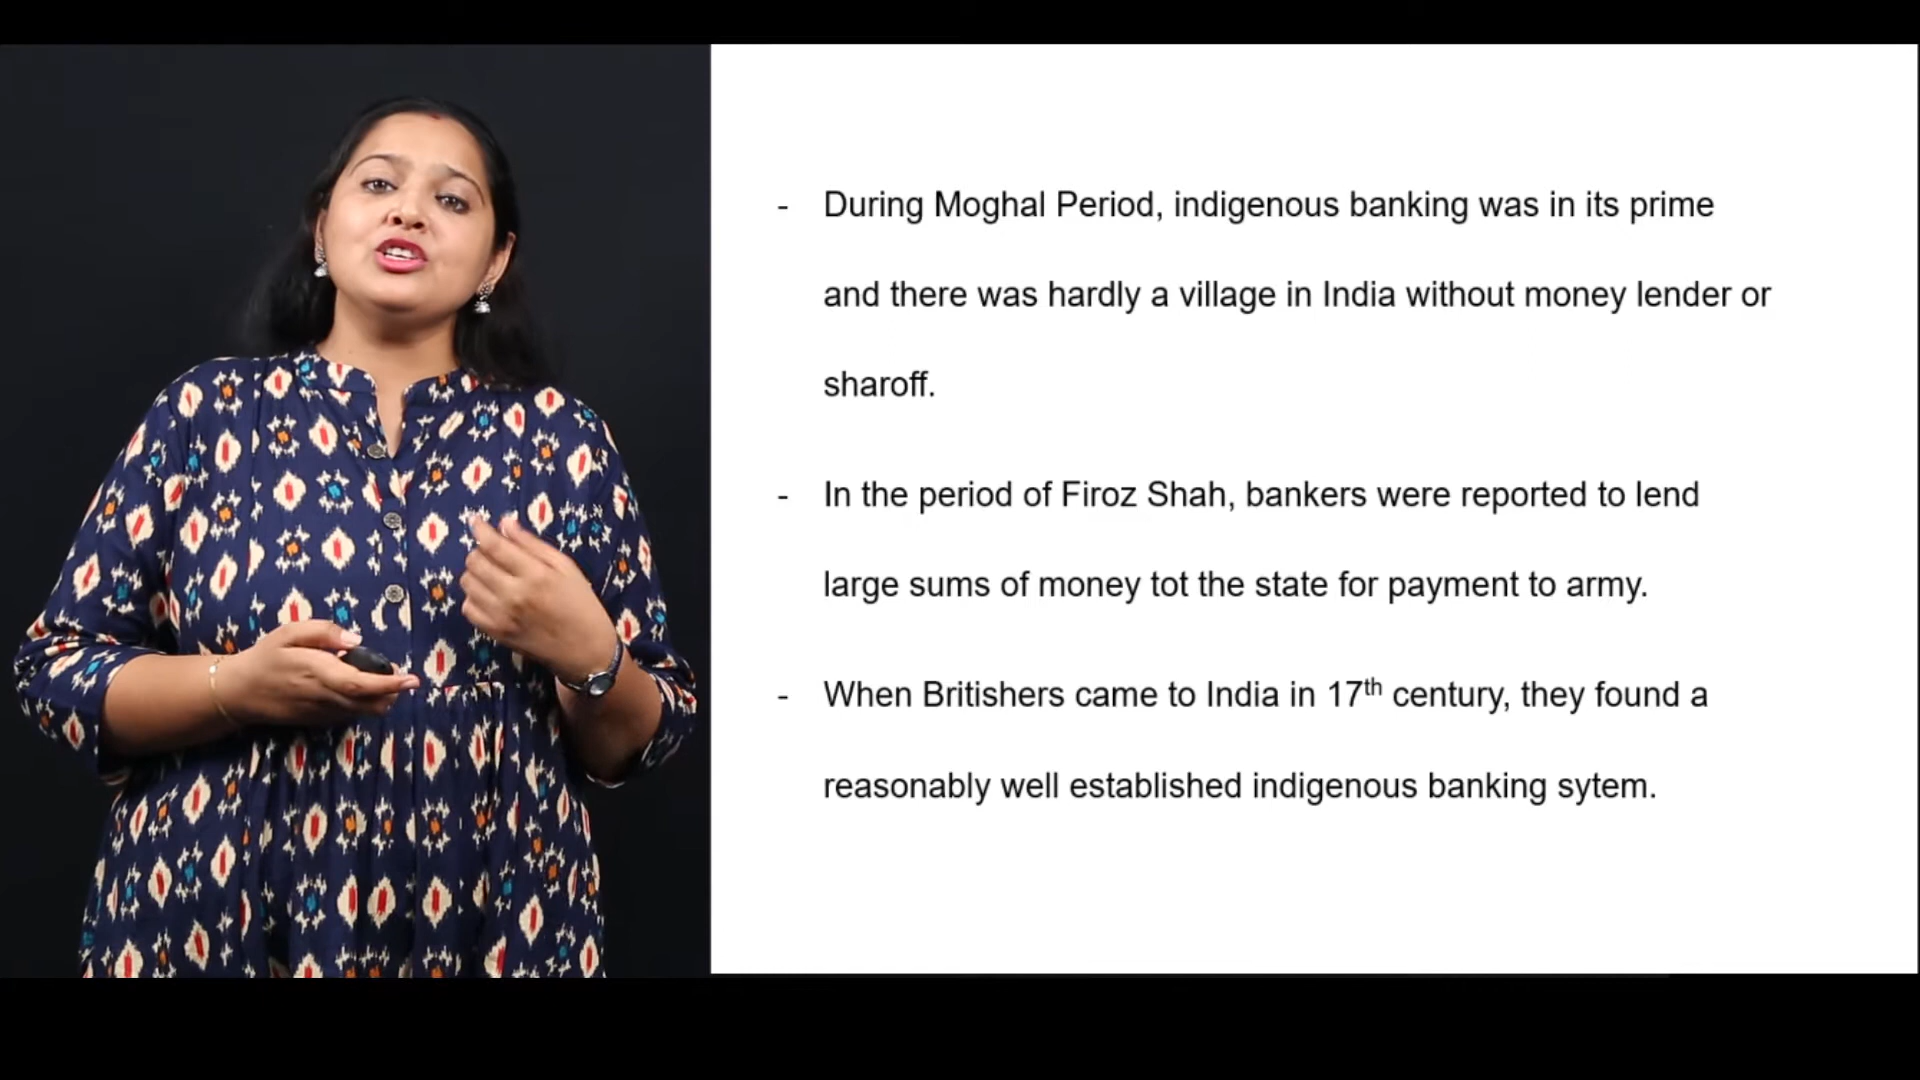 - During Moghal Period, indigenous banking was in its prime
and there was hardly a village in India without money lender or
sharoff.
- In the period of Firoz Shah, bankers were reported to lend
large sums of money tot the state for payment to army.
- When Britishers came to India in 17th century, they found a
reasonably well established indigenous banking sytem.